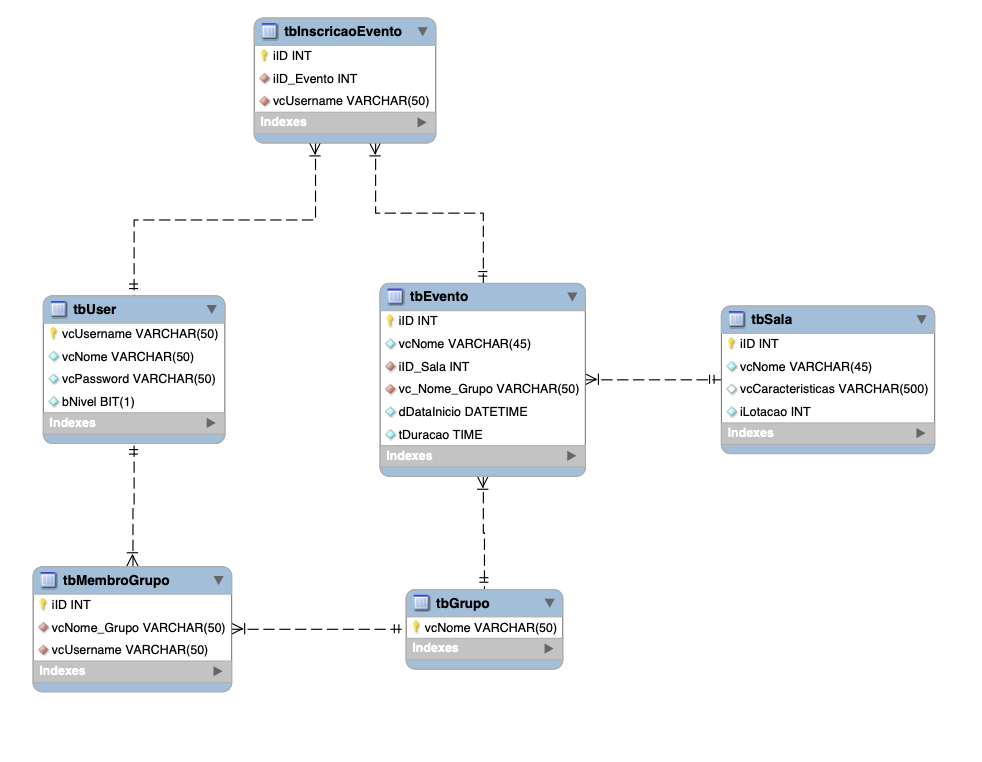 tbInscricaoEvento
iID INT
iID_Evento INT
vcUsername VARCHAR(50)
Indexes
tbUser
vcUsername VARCHAR(50)
vcNome VARCHAR(50)
vcPassword VARCHAR(50)
bNivel BIT(1)
Indexes
tbEvento
iID INT
vcNome VARCHAR(45)
iID_Sala INT
vc_Nome_Grupo VARCHAR(50)
dDataInicio DATETIME
tDuracao TIME
Indexes
tbSala
iID INT
vcNome VARCHAR(45)
vcCaracteristicas VARCHAR(500)
iLotacao INT
Indexes
tbMembroGrupo
iID INT
vcNome_Grupo VARCHAR(50)
vcUsername VARCHAR(50)
Indexes
tbGrupo
vcNome VARCHAR(50)
Indexes